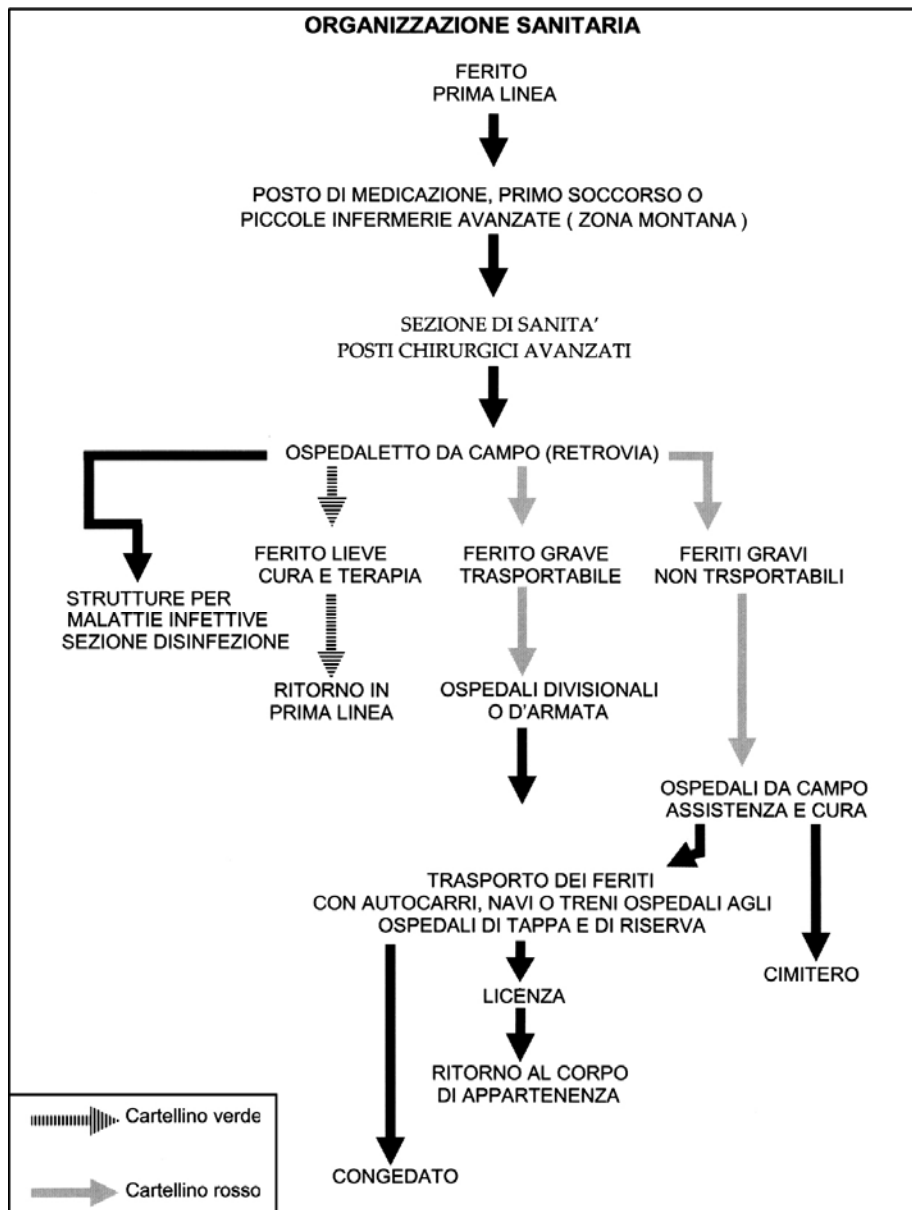 ORGANIZZAZIONE SANITARIA
FERITO
PRIMA LINEA
POSTO DI MEDICAZIONE, PRIMO SOCCORSO O
PICCOLE INFERMERIE AVANZATE ( ZONA MONTANA )
SEZIONE DI SANITA’
POSTI CHIRURGICI AVANZATI
OSPEDALETTO DA CAMPO (RETROVIA)
STRUTTURE PER
MALATTIE INFETTIVE
SEZIONE DISINFEZIONE
FERITO LIEVE
CURA E TERAPIA
FERITO GRAVE
TRASPORTABILE
FERITI GRAVI
NON TRSPORTABILI
RITORNO IN
PRIMA LINEA
OSPEDALI DIVISIONALI
O D'ARMATA
OSPEDALI DA CAMPO
ASSISTENZA E CURA
TRASPORTO DEI FERITI
CON AUTOCARRI, NAVI O TRENI OSPEDALI AGLI
OSPEDALI DI TAPPA E DI RISERVA
CIMITERO
LICENZA
RITORNO AL CORPO
DI APPARTENENZA
CONGEDATO
Cartellino verde
Cartellino rosso